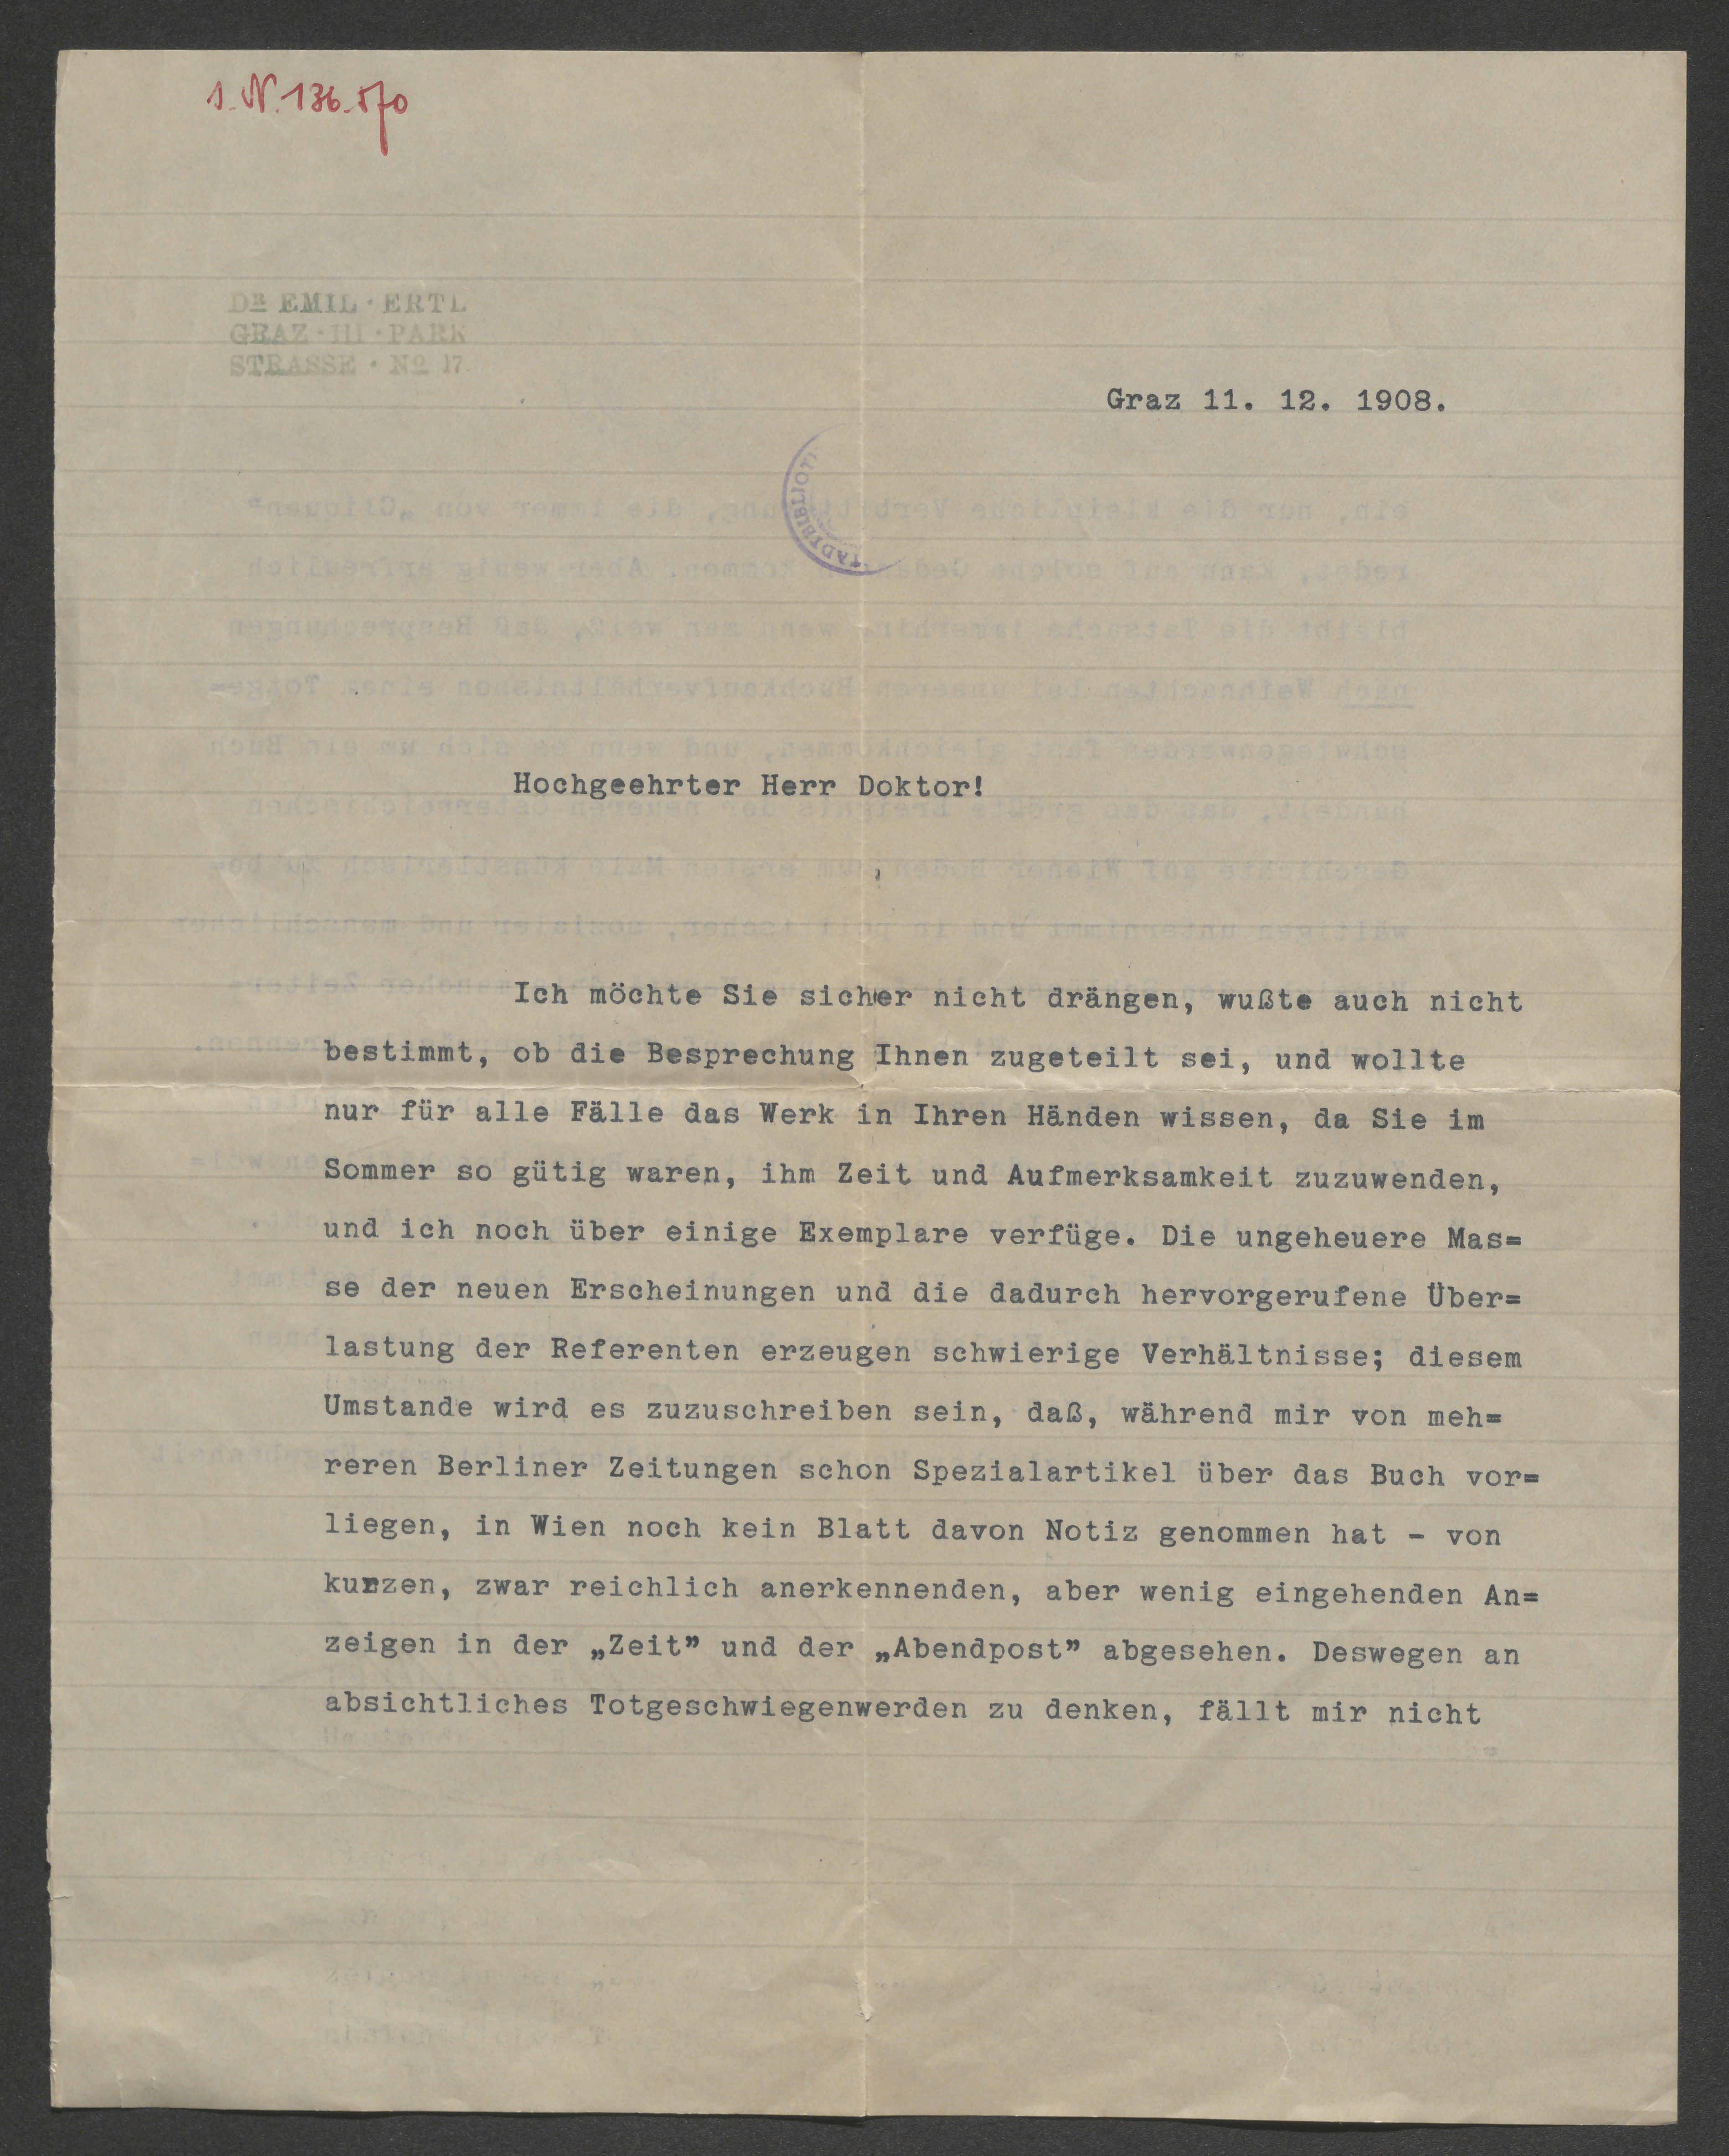 I.N. 136.570
DR EMIL · ERTL
GRAZ · III · PARK
STRASSE · No 17
Graz 11. 12. 1908.
STADTBIBLIOTH
Hochgeehrter Herr Doktor!
Ich möchte Sie sicher nicht drängen, wußte auch nicht
bestimmt, ob die Besprechung Ihnen zugeteilt sei, und wollte
nur für alle Fälle das Werk in Ihren Händen wissen, da Sie im
Sommer so gütig waren, ihm Zeit und Aufmerksamkeit zuzuwenden,
und ich noch über einige Exemplare verfüge. Die ungeheuere Mas=
se der neuen Erscheinungen und die dadurch hervorgerufene Über=
lastung der Referenten erzeugen schwierige Verhältnisse; diesem
Umstande wird es zuzuschreiben sein, daß, während mir von meh=
reren Berliner Zeitungen schon Spezialartikel über das Buch vor=
liegen, in Wien noch kein Blatt davon Notiz genommen hat - von
kurzen, zwar reichlich anerkennenden, aber wenig eingehenden An=
zeigen in der „Zeit” und der „Abendpost” abgesehen. Deswegen an
absichtliches Totgeschwiegenwerden zu denken, fällt mir nicht